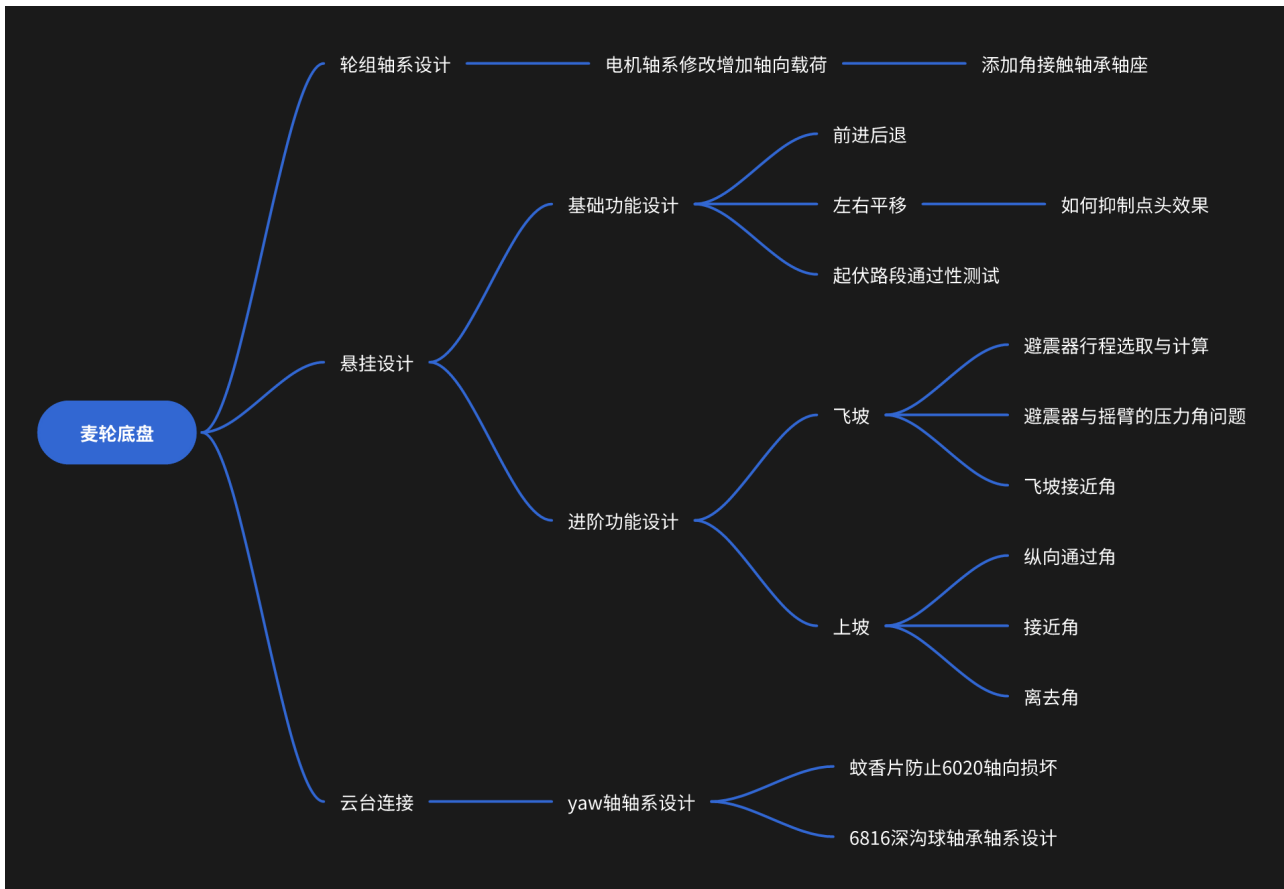 麦轮底盘
轮组轴系设计
电机轴系修改增加轴向载荷
添加角接触轴承轴座
悬挂设计
基础功能设计
前进后退
左右平移
如何抑制点头效果
起伏路段通过性测试
进阶功能设计
飞坡
避震器行程选取与计算
避震器与摇臂的压力角问题
飞坡接近角
上坡
纵向通过角
接近角
离去角
云台连接
yaw轴轴系设计
蚊香片防止6020轴向损坏
6816深沟球轴承轴系设计